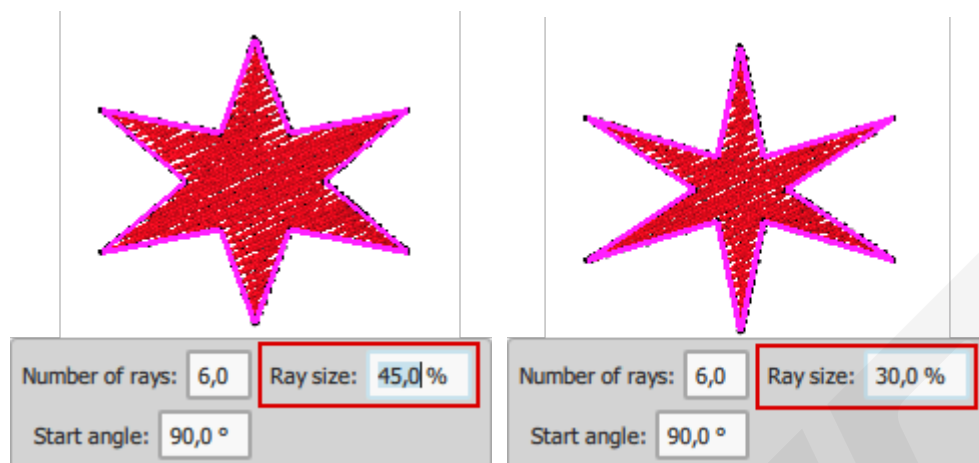 Number of rays: 6,0 Ray size: 45,0 %
Start angle: 90,0 °
Number of rays: 6,0 Ray size: 30,0 %
Start angle: 90,0 °